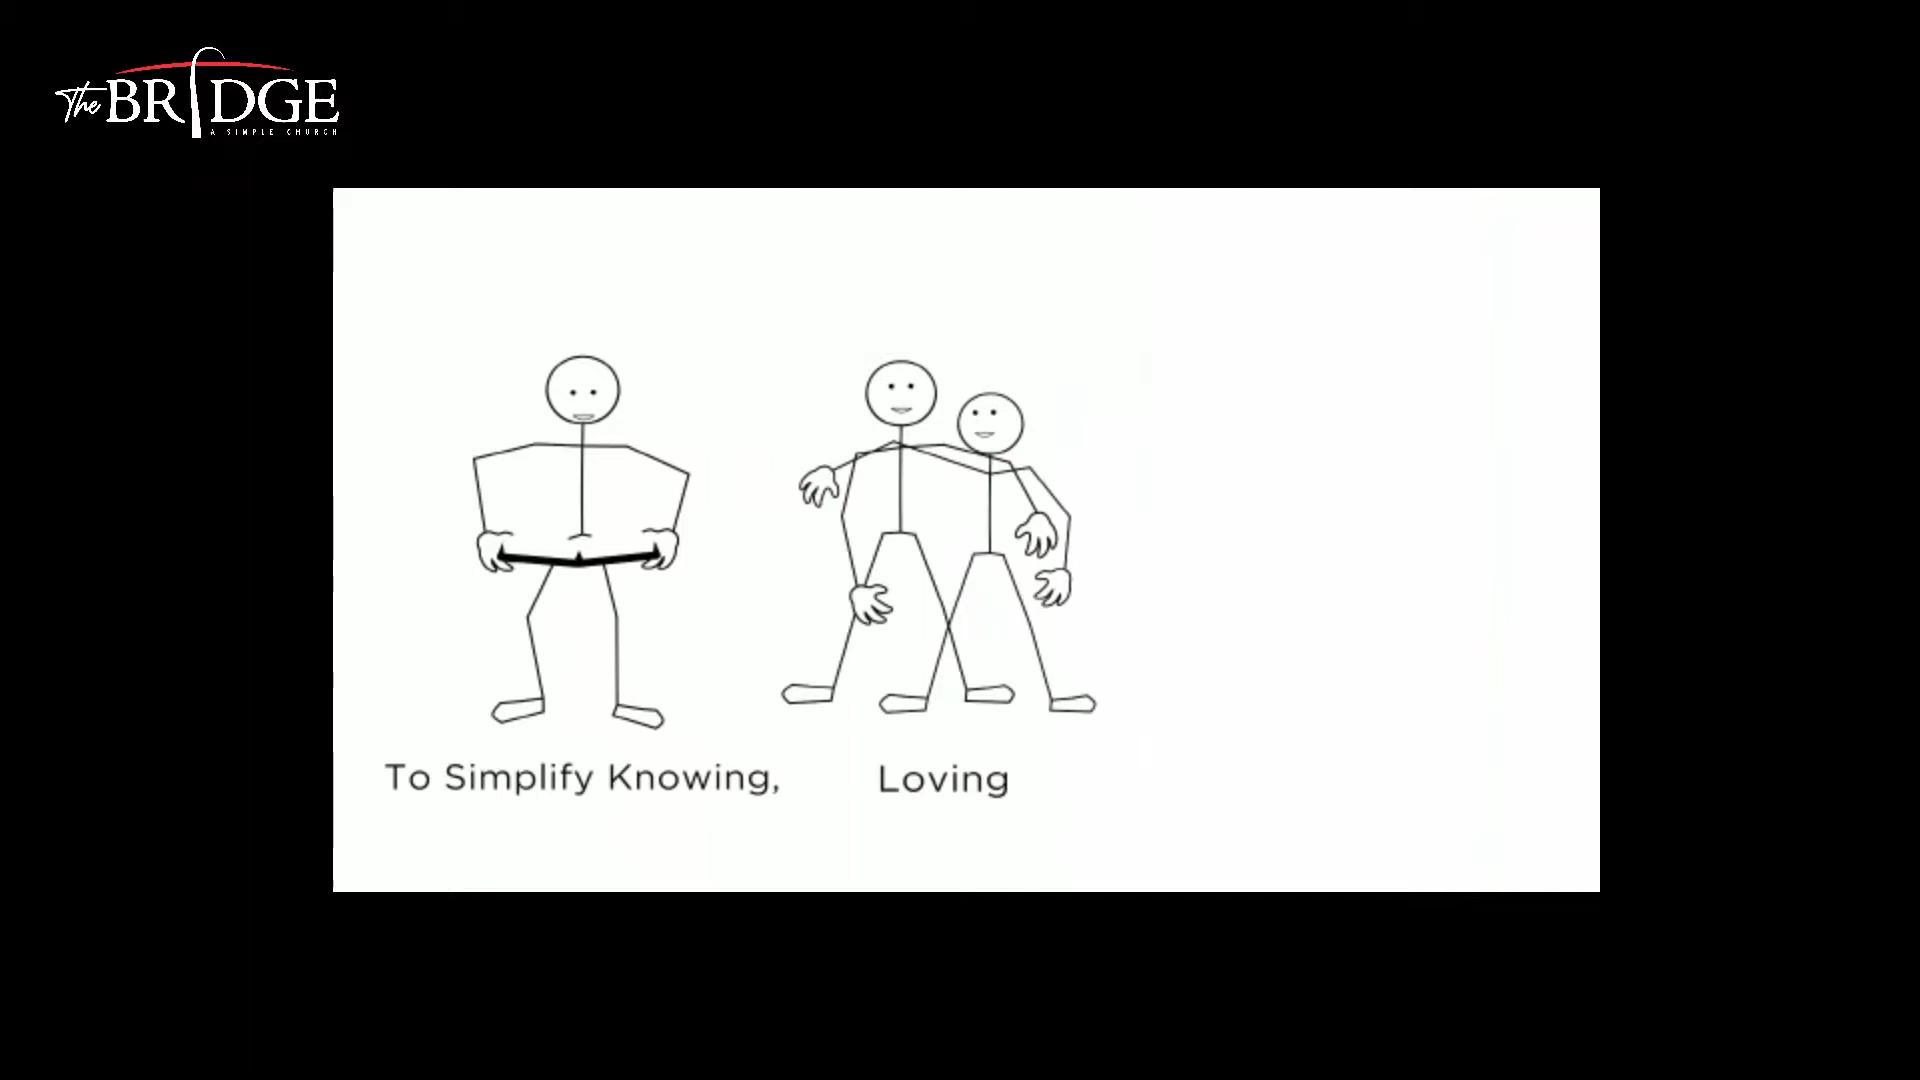 The BRIDGE
A SIMPLE CHURCH
To Simplify Knowing,
Loving